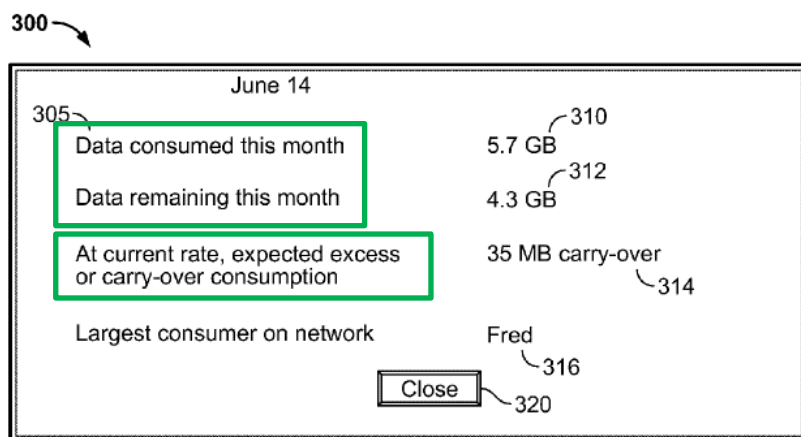 300
June 14
305
310
Data consumed this month 5.7 GB
312
Data remaining this month 4.3 GB
At current rate, expected excess 35 MB carry-over
or carry-over consumption
314
Largest consumer on network Fred
316
Close
320